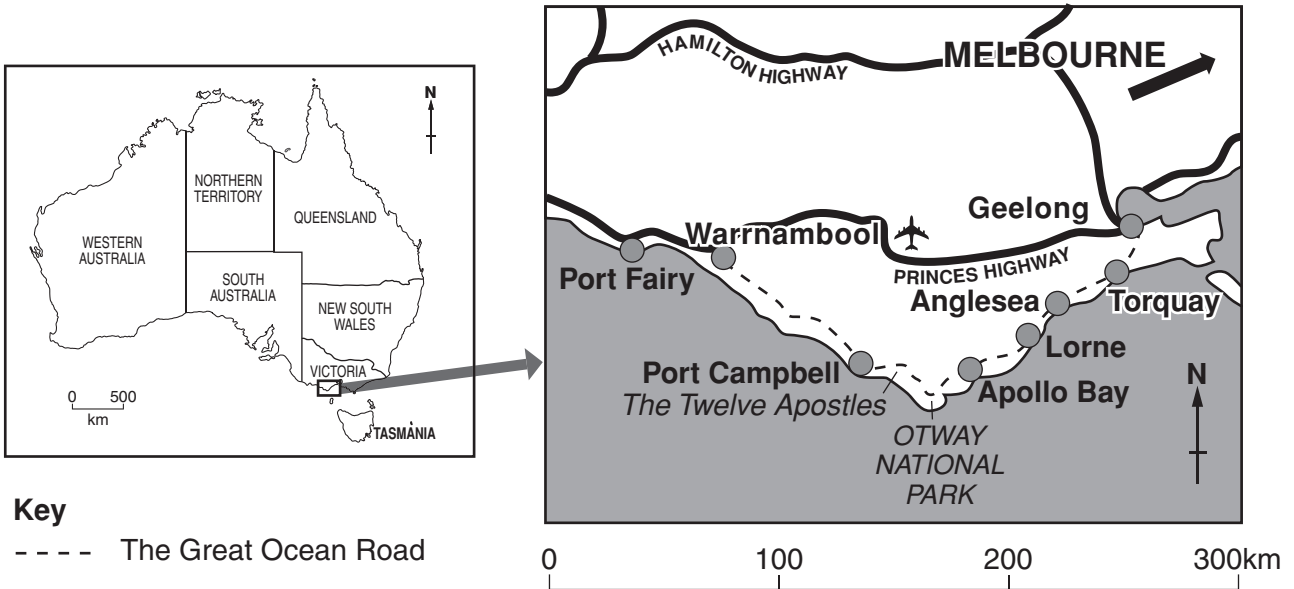 N
NORTHERN
TERRITORY
QUEENSLAND
WESTERN
AUSTRALIA
SOUTH
AUSTRALIA
NEW SOUTH
WALES
VICTORIA
0 500
km
TASMANIA
Key
The Great Ocean Road
HAMILTON HIGHWAY
MELBOURNE
Geelong
Warrnambool
Port Fairy
PRINCES HIGHWAY
Anglesea
Torquay
Lorne
Port Campbell
The Twelve Apostles
Apollo Bay
N
OTWAY
NATIONAL
PARK
0 100 200 300km